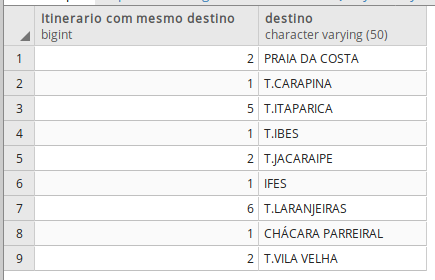 Itinerario com mesmo destino destino
bigint character varying (50)
1 2 PRAIA DA COSTA
2 1 T.CARAPINA
3 5 T.ITAPARICA
4 1 T.IBES
5 2 T.JACARAIPE
6 1 IFES
7 6 T.LARANJEIRAS
8 1 CHÁCARA PARREIRAL
9 2 T.VILA VELHA